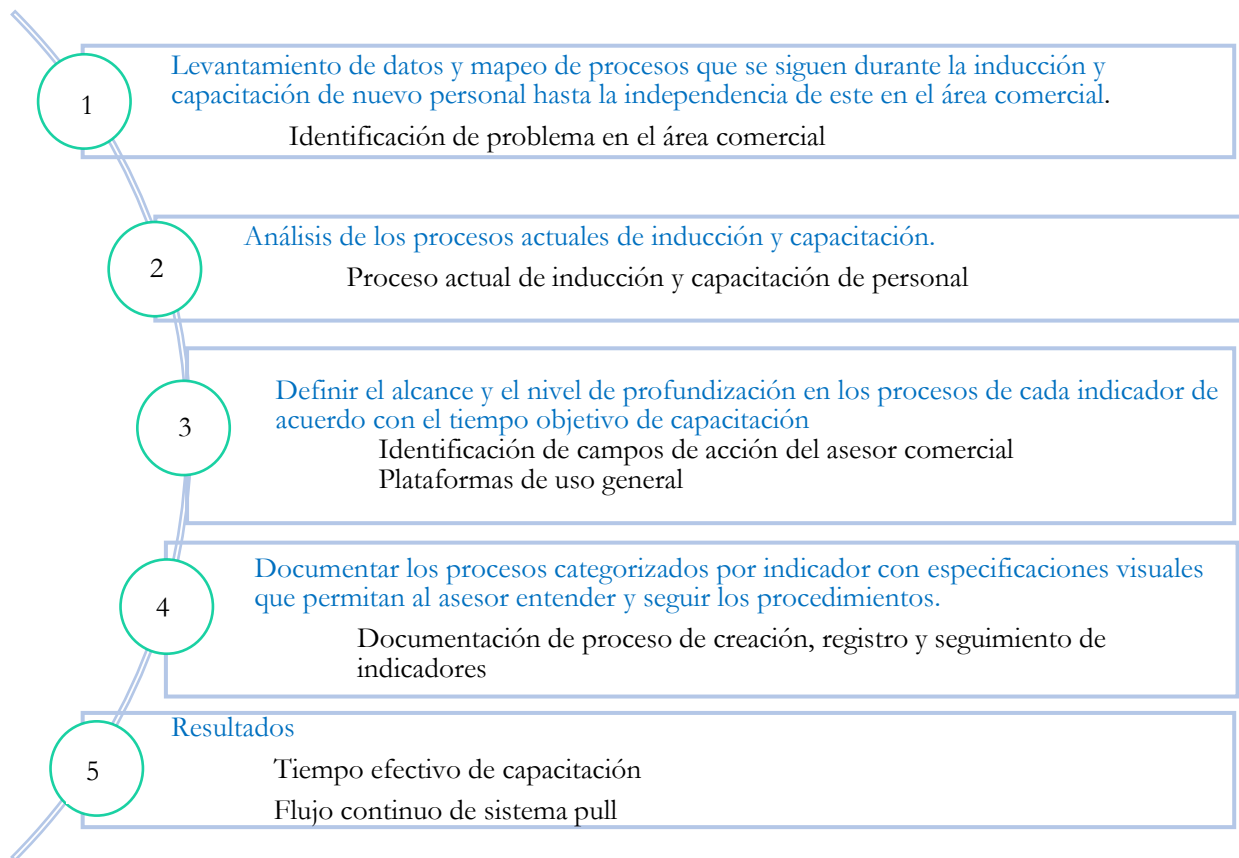 1
Levantamiento de datos y mapeo de procesos que se siguen durante la inducción y
capacitación de nuevo personal hasta la independencia de este en el área comercial.
Identificación de problema en el área comercial
2
Análisis de los procesos actuales de inducción y capacitación.
Proceso actual de inducción y capacitación de personal
3
Definir el alcance y el nivel de profundización en los procesos de cada indicador de
acuerdo con el tiempo objetivo de capacitación
Identificación de campos de acción del asesor comercial
Plataformas de uso general
4
Documentar los procesos categorizados por indicador con especificaciones visuales
que permitan al asesor entender y seguir los procedimientos.
Documentación de proceso de creación, registro y seguimiento de
indicadores
5
Resultados
Tiempo efectivo de capacitación
Flujo continuo de sistema pull